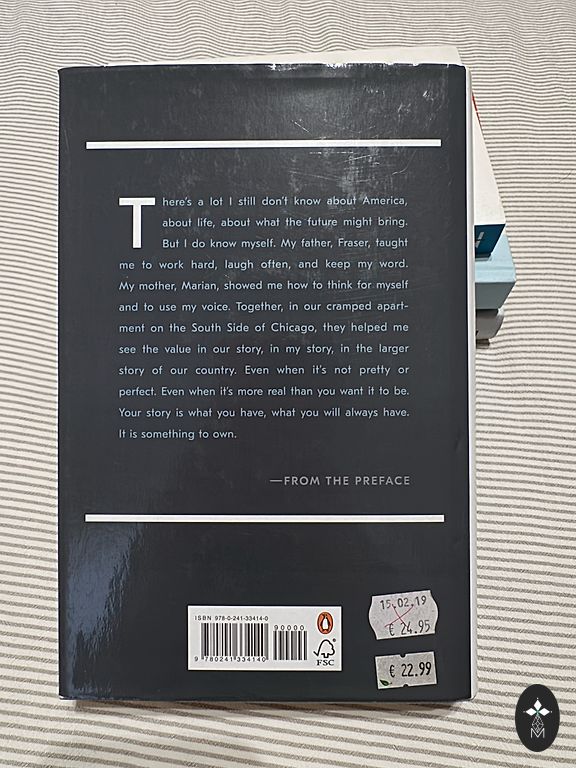 There's a lot I still don't know about America,
about life, about what the future might bring.
But I do know myself. My father, Fraser, taught
me to work hard, laugh often, and keep my word.
My mother, Marian, showed me how to think for myself
and to use my voice. Together, in our cramped apart-
ment on the South Side of Chicago, they helped me
see the value in our story, in my story, in the larger
story of our country. Even when it's not pretty or
perfect. Even when it's more real than you want it to be.
Your story is what you have, what you will always have.
It is something to own.
—FROM THE PREFACE
ISBN 978-0-241-33414-0
90000
9 780241 334140
FSC
15.02.19
€ 24.95
€ 22.99
M